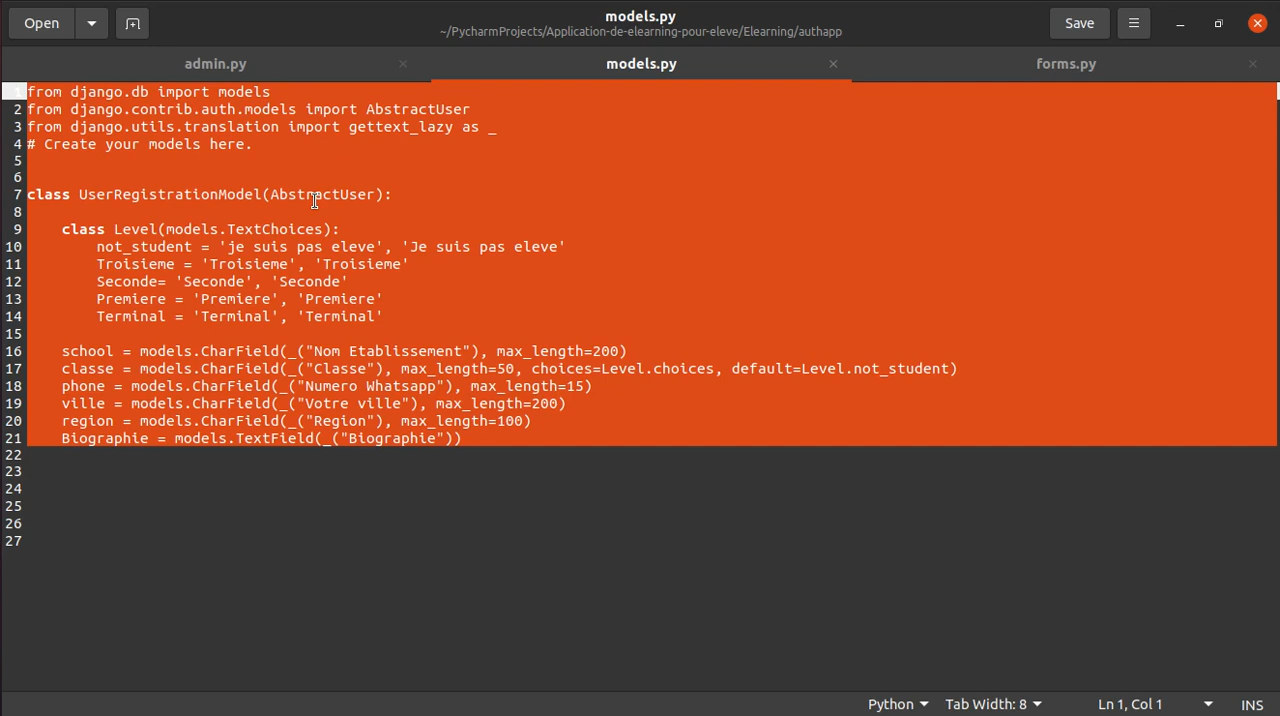 Open
models.py
~/PycharmProjects/Application-de-elearning-pour-eleve/Elearning/authapp
Save
admin.py
models.py
forms.py
1 from django.db import models
2 from django.contrib.auth.models import AbstractUser
3 from django.utils.translation import gettext_lazy as _
4 # Create your models here.
5
6
7 class UserRegistrationModel(AbstractUser):
8
9     class Level(models.TextChoices):
10         not_student = 'je suis pas eleve', 'Je suis pas eleve'
11         Troisieme = 'Troisieme', 'Troisieme'
12         Seconde= 'Seconde', 'Seconde'
13         Premiere = 'Premiere', 'Premiere'
14         Terminal = 'Terminal', 'Terminal'
15
16     school = models.CharField(_("Nom Etablissement"), max_length=200)
17     classe = models.CharField(_("Classe"), max_length=50, choices=Level.choices, default=Level.not_student)
18     phone = models.CharField(_("Numero Whatsapp"), max_length=15)
19     ville = models.CharField(_("Votre ville"), max_length=200)
20     region = models.CharField(_("Region"), max_length=100)
21     Biographie = models.TextField(_("Biographie"))
22
23
24
25
26
27
Python Tab Width: 8 Ln 1, Col 1 INS